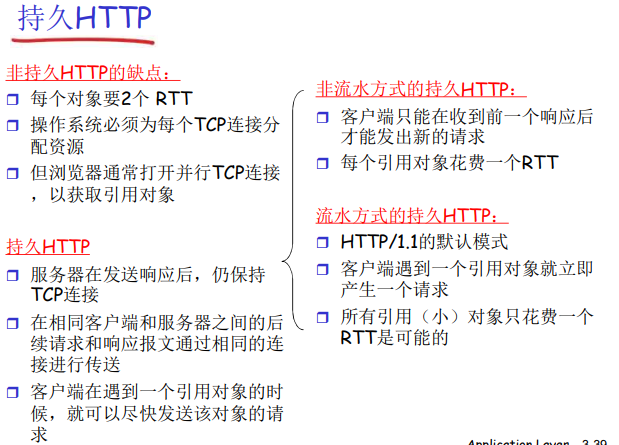 持久HTTP
非持久HTTP的缺点：
每个对象要2个 RTT
操作系统必须为每个TCP连接分
配资源
但浏览器通常打开并行TCP连接
，以获取引用对象
持久HTTP
服务器在发送响应后，仍保持
TCP连接
在相同客户端和服务器之间的后
续请求和响应报文通过相同的连
接进行传送
客户端在遇到一个引用对象的时
候，就可以尽快发送该对象的请
求
非流水方式的持久HTTP：
客户端只能在收到前一个响应后
才能发出新的请求
每个引用对象花费一个RTT
流水方式的持久HTTP：
HTTP/1.1的默认模式
客户端遇到一个引用对象就立即
产生一个请求
所有引用（小）对象只花费一个
RTT是可能的
Application Layer 3-39